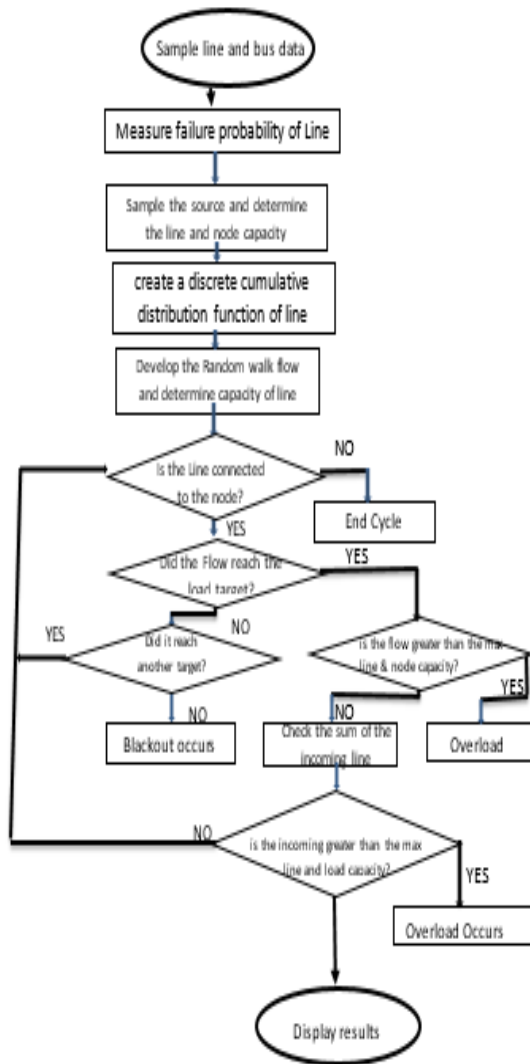 Sample line and bus data
Measure failure probability of Line
Sample the source and determine
the line and node capacity
create a discrete cumulative
distribution function of line
Develop the Random walk flow
and determine capacity of line
Is the Line connected
to the node?
NO
End Cycle
YES
Did the Flow reach the
load target?
YES
NO
YES
Did it reach
another target?
is the flow greater than the max
line & node capacity?
YES
NO
NO
Blackout occurs
Check the sum of the
incoming line
Overload
NO
is the incoming greater than the max
line and load capacity?
YES
Overload Occurs
Display results